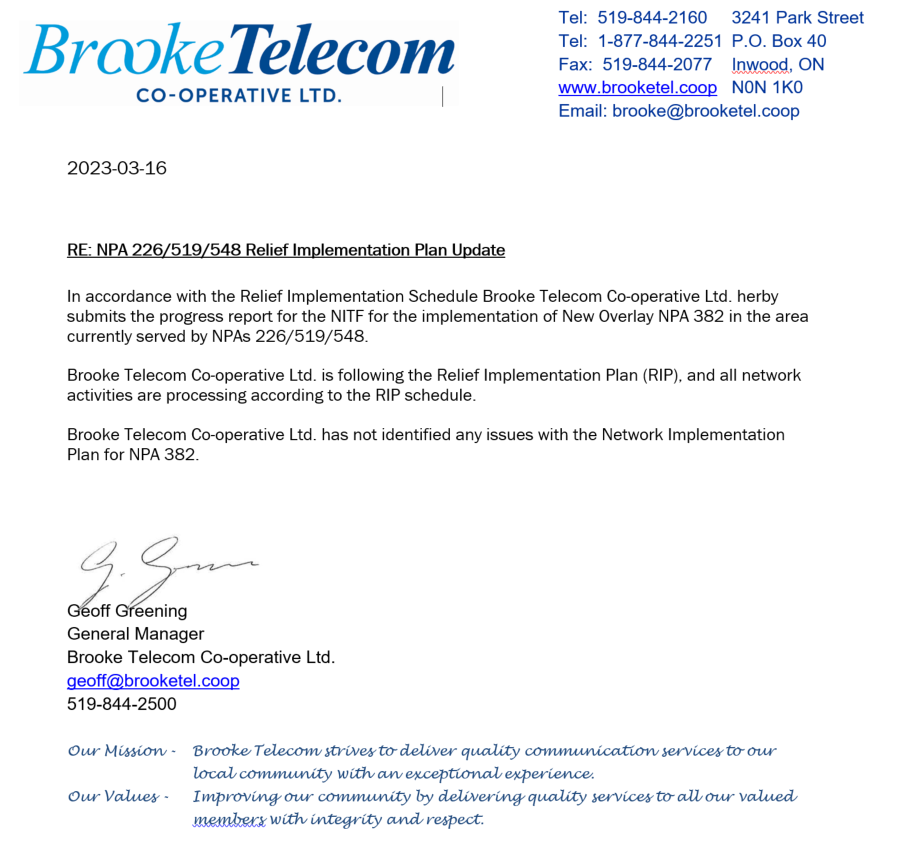 Brooke Telecom
CO-OPERATIVE LTD.
Tel: 519-844-2160 3241 Park Street
Tel: 1-877-844-2251 P.O. Box 40
Fax: 519-844-2077 Inwood, ON
www.brooketel.coop N0N 1K0
Email: brooke@brooketel.coop
2023-03-16
RE: NPA 226/519/548 Relief Implementation Plan Update
In accordance with the Relief Implementation Schedule Brooke Telecom Co-operative Ltd. herby
submits the progress report for the NITF for the implementation of New Overlay NPA 382 in the area
currently served by NPAs 226/519/548.
Brooke Telecom Co-operative Ltd. is following the Relief Implementation Plan (RIP), and all network
activities are processing according to the RIP schedule.
Brooke Telecom Co-operative Ltd. has not identified any issues with the Network Implementation
Plan for NPA 382.
Geoff Greening
General Manager
Brooke Telecom Co-operative Ltd.
geoff@brooketel.coop
519-844-2500
Our Mission - Brooke Telecom strives to deliver quality communication services to our
local community with an exceptional experience.
Our Values - Improving our community by delivering quality services to all our valued
members with integrity and respect.